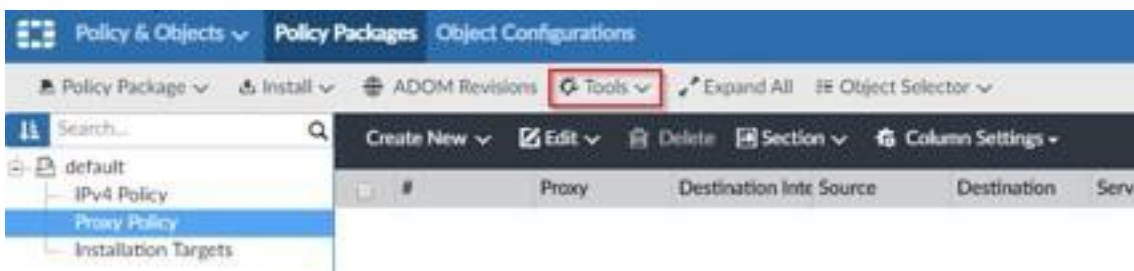 Policy & Objects Policy Packages Object Configurations
Policy Package Install ADOM Revisions Tools Expand All Object Selector
Search... Create New Edit Delete Section Column Settings
default
# Proxy Destination Inte Source Destination Serv
IPv4 Policy
Proxy Policy
Installation Targets